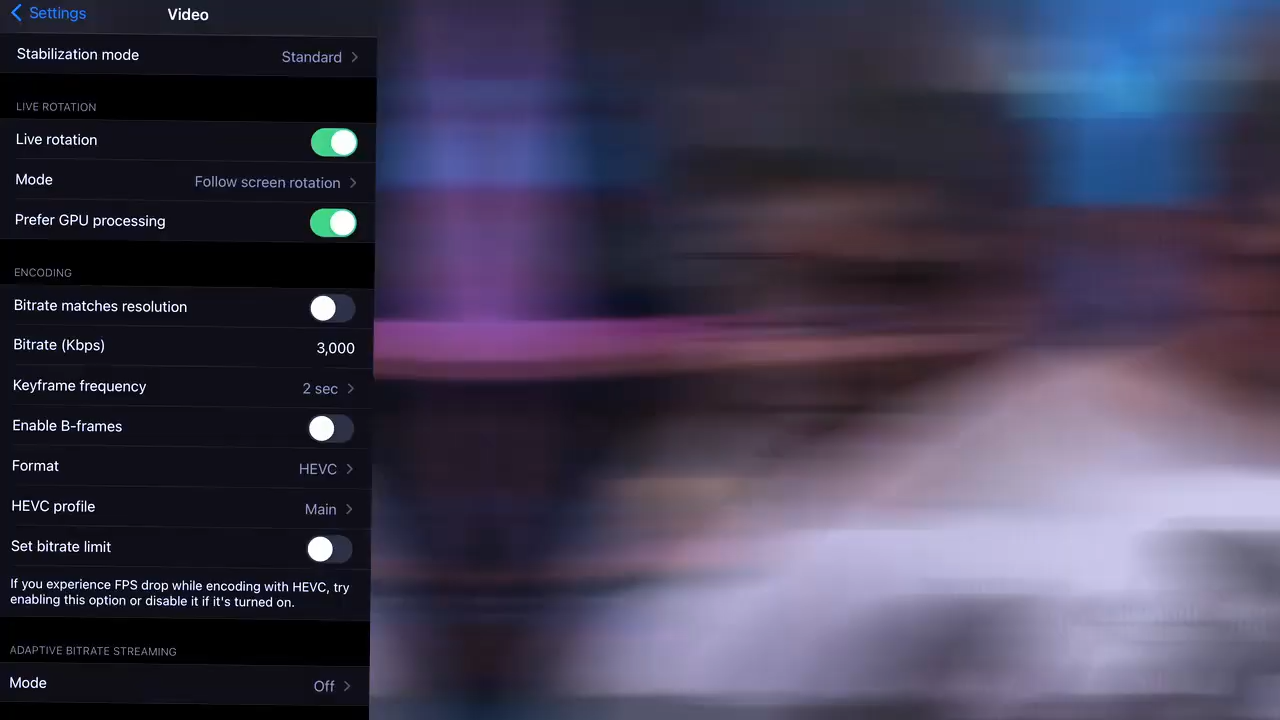 Settings
Video
Stabilization mode Standard
LIVE ROTATION
Live rotation
Mode Follow screen rotation
Prefer GPU processing
ENCODING
Bitrate matches resolution
Bitrate (Kbps) 3,000
Keyframe frequency 2 sec
Enable B-frames
Format HEVC
HEVC profile Main
Set bitrate limit
If you experience FPS drop while encoding with HEVC, try
enabling this option or disable it if it's turned on.
ADAPTIVE BITRATE STREAMING
Mode Off